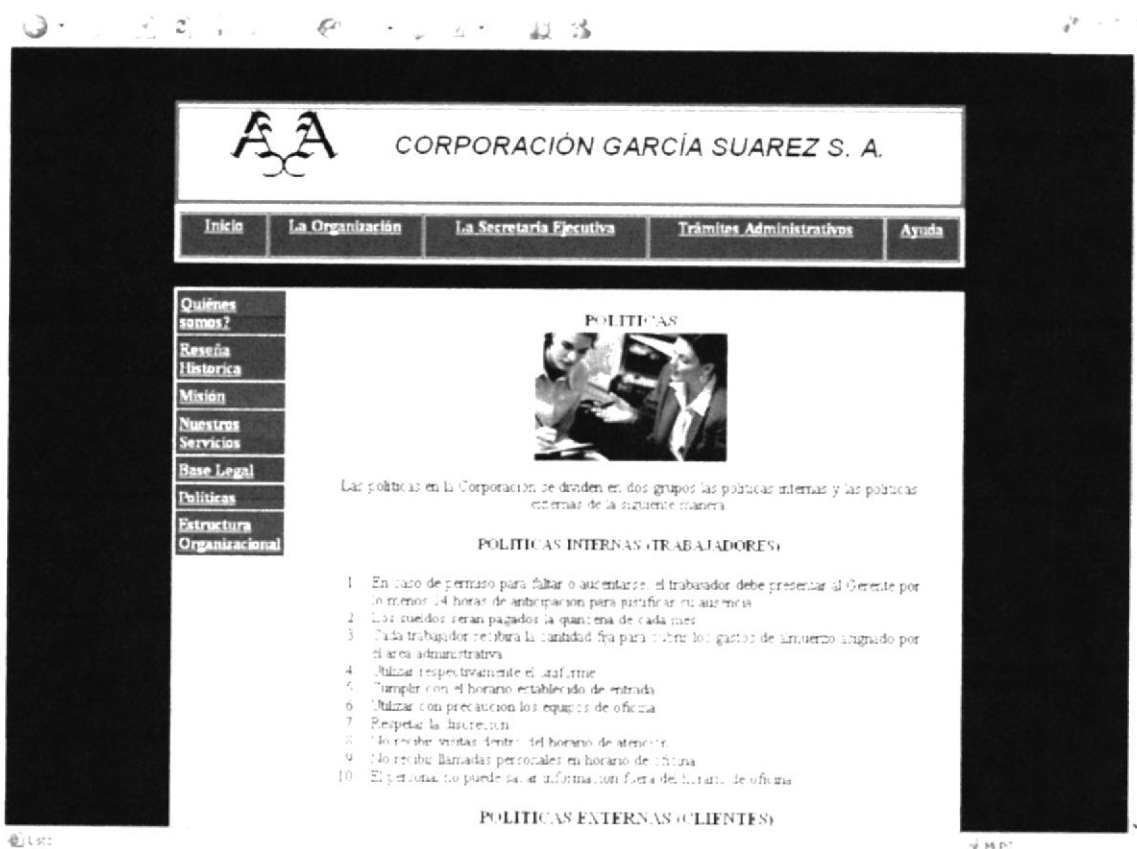 CORPORACIÓN GARCÍA SUAREZ S. A.
Inicio
La Organización
La Secretaria Ejecutiva
Trámites Administrativos
Ayuda
Quiénes
somos?
Reseña
Historica
Misión
Nuestros
Servicios
Base Legal
Políticas
Estructura
Organizacional
POLITICAS
Las politicas en la Corporación se dividen en dos grupos las politicas internas y las politicas
externas de la siguiente manera
POLITICAS INTERNAS (TRABAJADORES)
1 En caso de permiso para faltar o ausentarse, el trabajador debe presentar al Gerente por
lo menos 24 horas de anticipación para justificar su ausencia
2 Los sueldos seran pagados la quincena de cada mes
3 Cada trabajador recibira la cantidad fija para cubrir los gastos de almuerzo asignado por
el area administrativa
4 Utilizar respectivamente el uniforme
5 Cumplir con el horario establecido de entrada
6 Utilizar con precaucion los equipos de oficina
7 Respetar la discrecion
8 No recibir visitas dentro del horario de atencion
9 No recibir llamadas personales en horario de oficina
10 El personal no puede sacar informacion fuera del horario de oficina
POLITICAS EXTERNAS (CLIENTES)
Listo
Mi PC